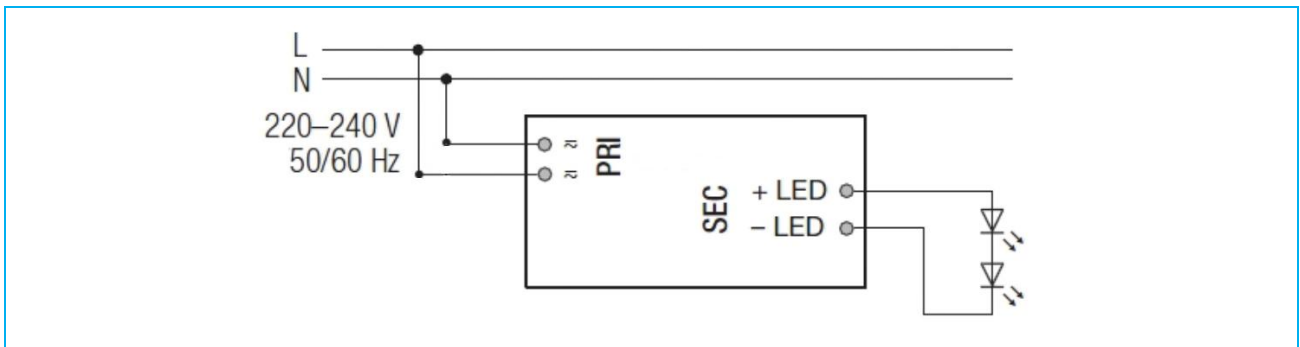 L
N
220–240 V
50/60 Hz
≂
≂
PRI
SEC
+ LED
– LED